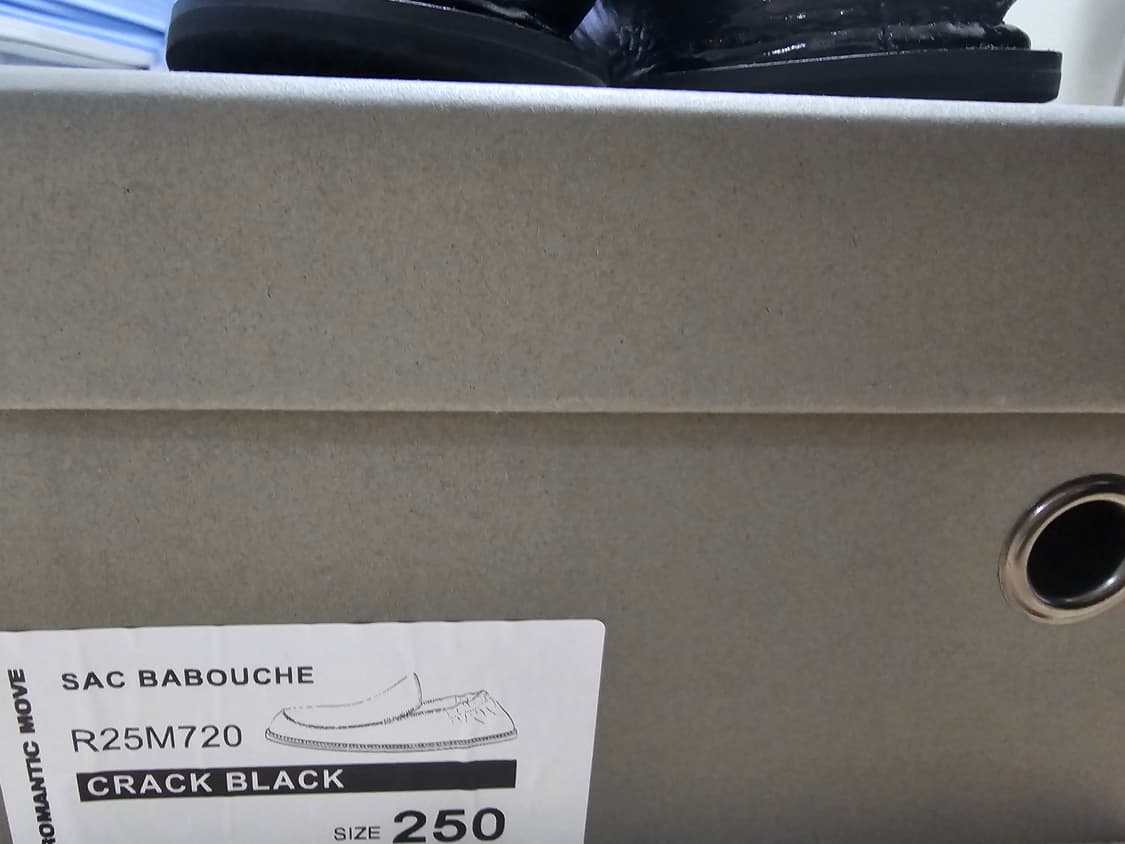 SAC BABOUCHE
R25M720
CRACK BLACK
SIZE 250
ROMANTIC MOVE